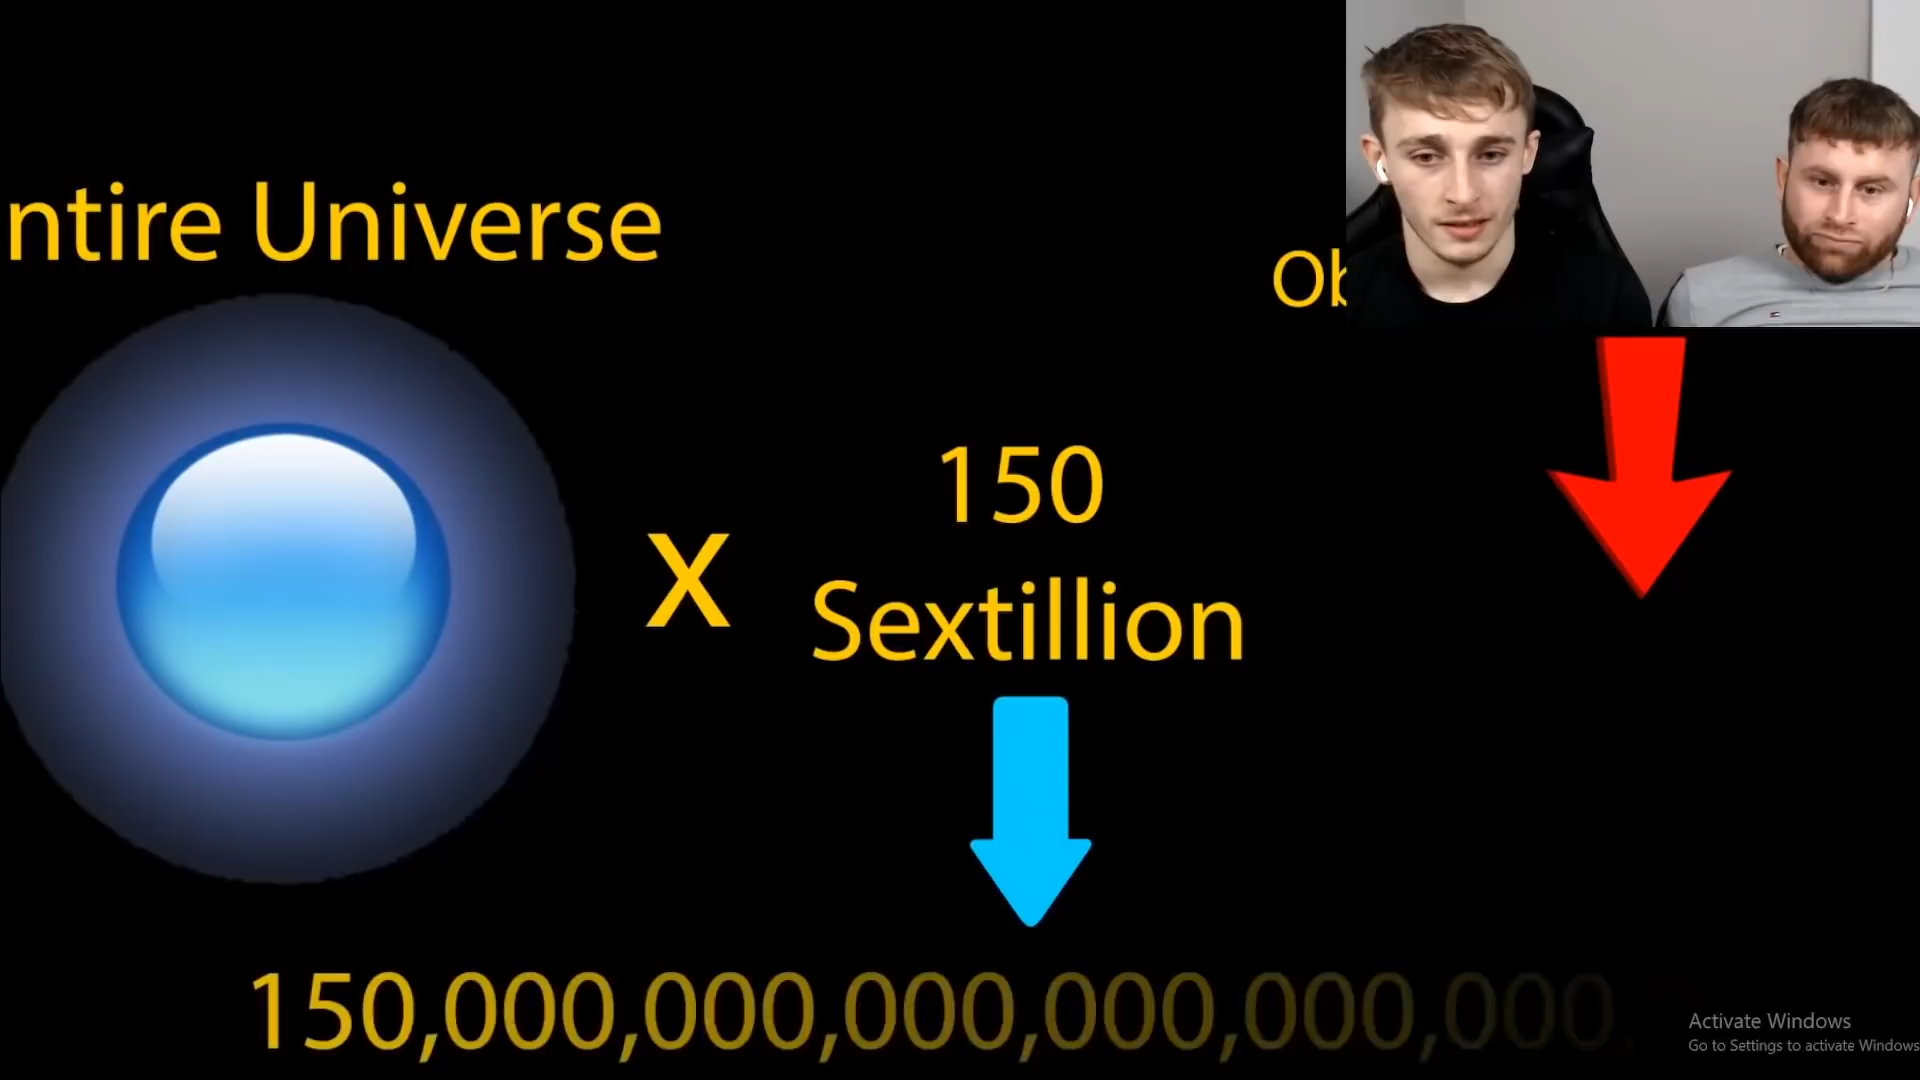 ntire Universe
Ob
150
X
Sextillion
150,000,000,000,000,000,000,
Activate Windows
Go to Settings to activate Windows